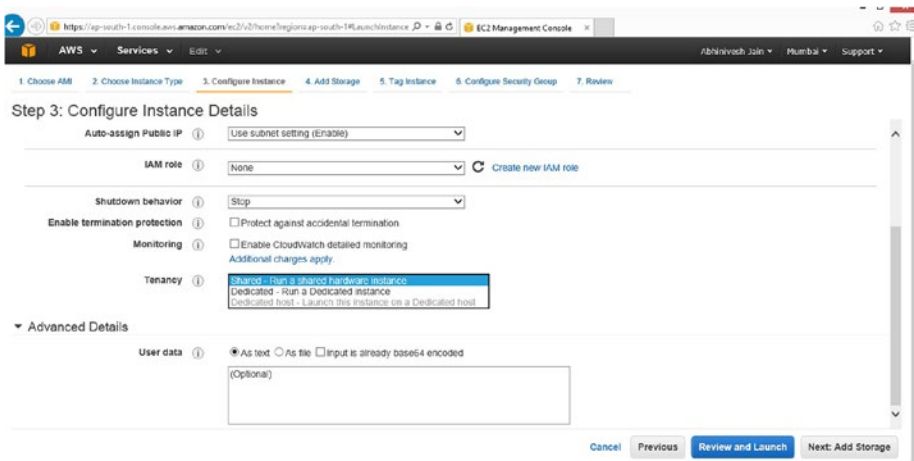 https://ap-south-1.console.aws.amazon.com/ec2/v2/home?region=ap-south-1#LaunchInstance
EC2 Management Console
AWS Services Edit Abhinivesh Jain Mumbai Support
1. Choose AMI 2. Choose Instance Type 3. Configure Instance 4. Add Storage 5. Tag Instance 6. Configure Security Group 7. Review
Step 3: Configure Instance Details
Auto-assign Public IP Use subnet setting (Enable)
IAM role None Create new IAM role
Shutdown behavior Stop
Enable termination protection Protect against accidental termination
Monitoring Enable CloudWatch detailed monitoring
Additional charges apply.
Tenancy Shared - Run a shared hardware instance
Dedicated - Run a Dedicated instance
Dedicated host - Launch this instance on a Dedicated host
Advanced Details
User data As text As file Input is already base64 encoded
(Optional)
Cancel Previous Review and Launch Next: Add Storage